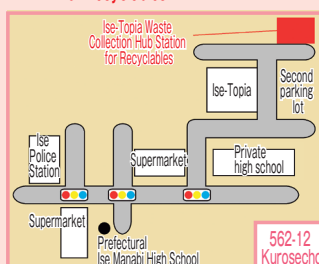 Ise-Topia Waste
Collection Hub Station
for Recyclables
Ise-Topia
Second
parking
lot
Ise
Police
Station
Supermarket
Private
high school
Supermarket
Prefectural
Ise Manabi High School
562-12
Kurosecho